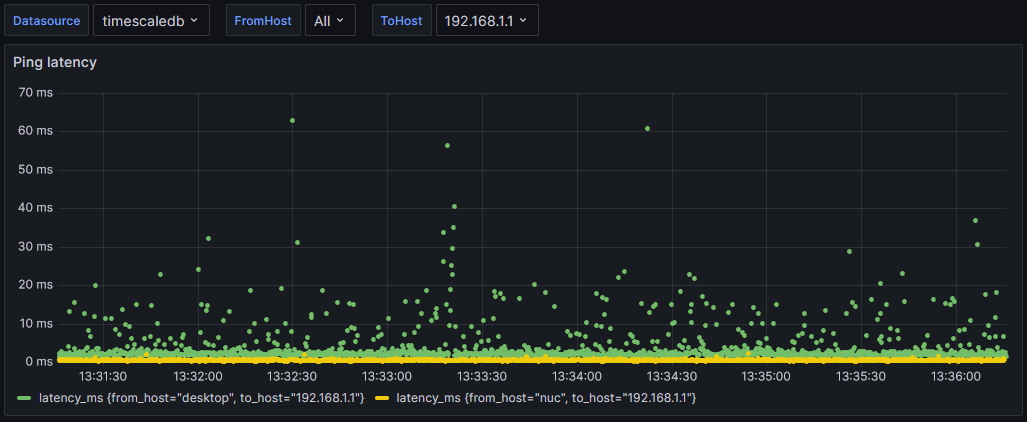 Datasource timescaledb FromHost All ToHost 192.168.1.1
Ping latency
70 ms
60 ms
50 ms
40 ms
30 ms
20 ms
10 ms
0 ms
13:31:30 13:32:00 13:32:30 13:33:00 13:33:30 13:34:00 13:34:30 13:35:00 13:35:30 13:36:00
latency_ms {from_host="desktop", to_host="192.168.1.1"} latency_ms {from_host="nuc", to_host="192.168.1.1"}